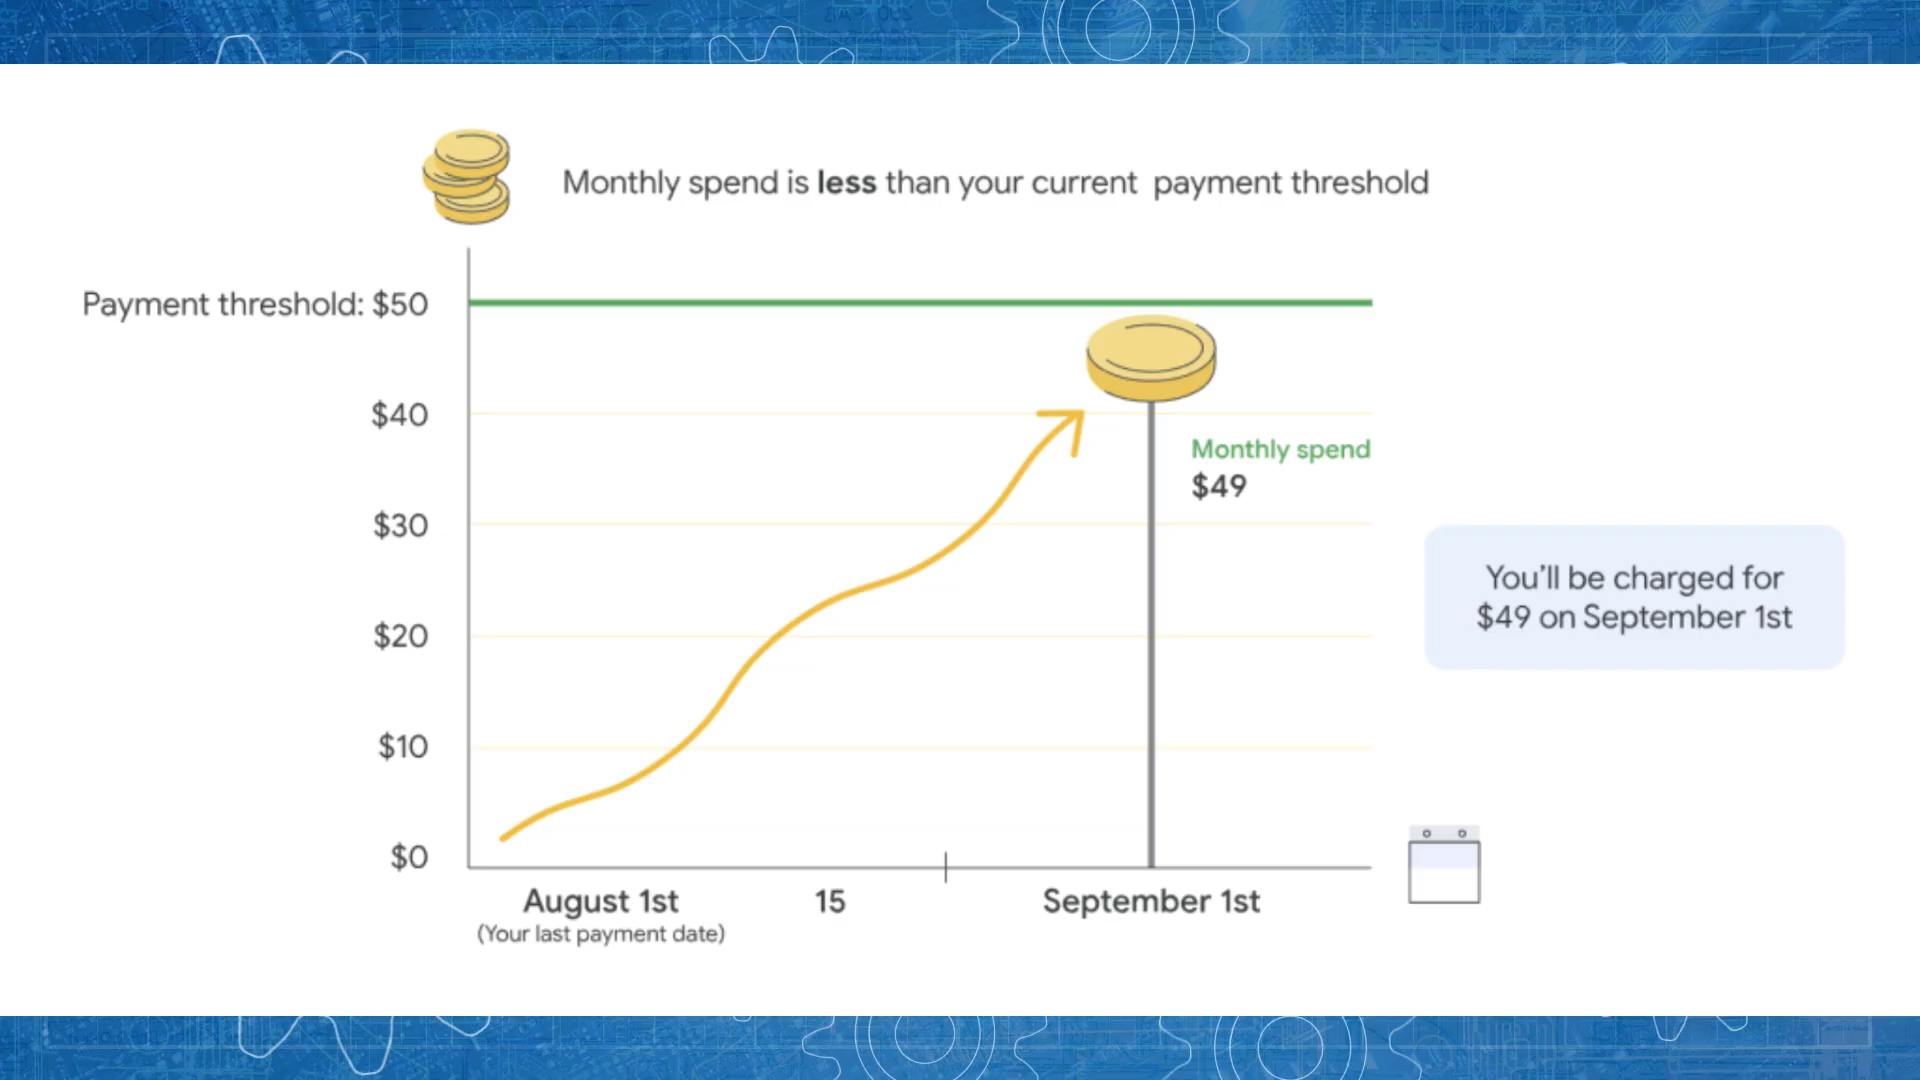 Monthly spend is less than your current payment threshold
Payment threshold: $50
$40
Monthly spend
$49
$30
You'll be charged for
$49 on September 1st
$20
$10
$0
August 1st
15
September 1st
(Your last payment date)